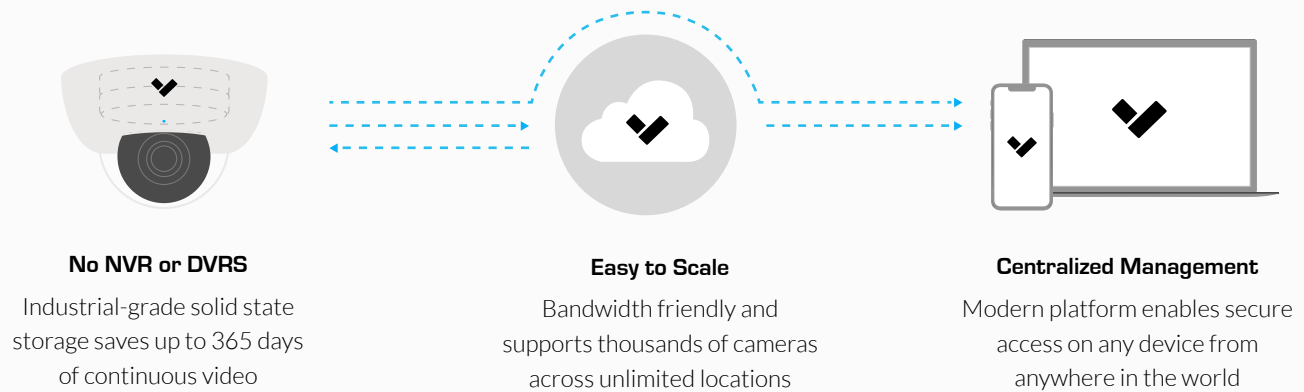 No NVR or DVRS
Industrial-grade solid state
storage saves up to 365 days
of continuous video
Easy to Scale
Bandwidth friendly and
supports thousands of cameras
across unlimited locations
Centralized Management
Modern platform enables secure
access on any device from
anywhere in the world